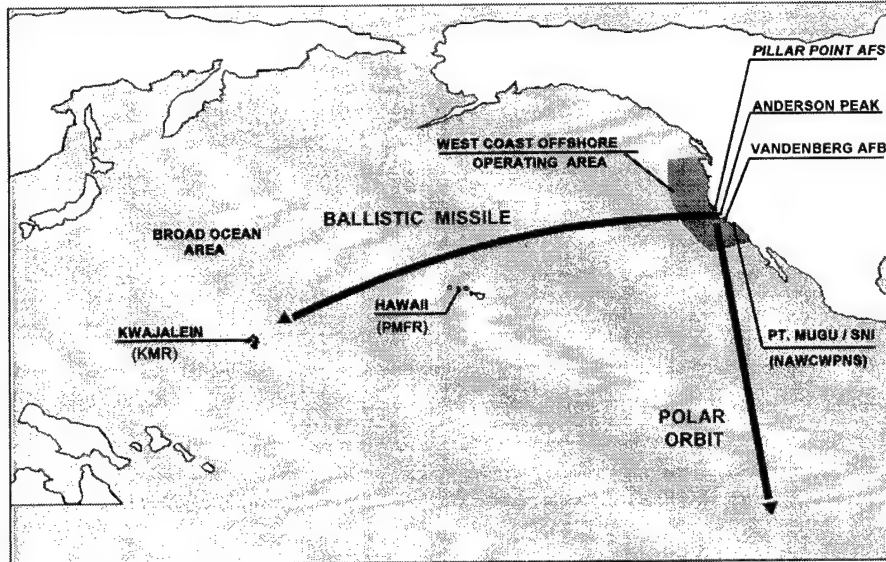 PILLAR POINT AFS
ANDERSON PEAK
WEST COAST OFFSHORE
OPERATING AREA
VANDENBERG AFB
BALLISTIC MISSILE
BROAD OCEAN
AREA
HAWAII
(PMFR)
KWAJALEIN
(KMR)
PT. MUGU / SNI
(NAWCWPNS)
POLAR
ORBIT